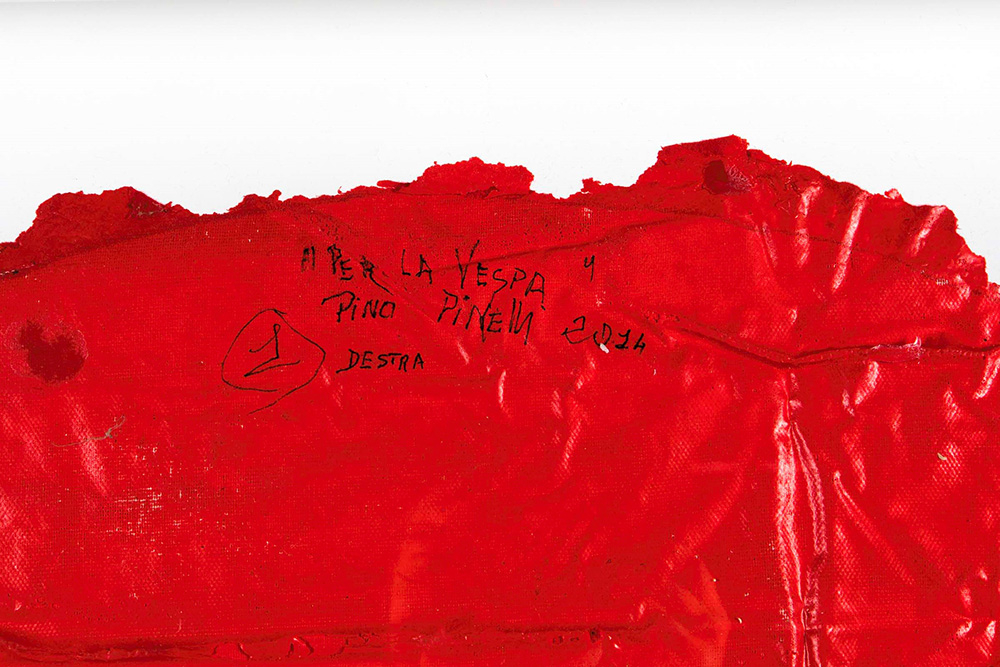 "PER LA VESPA"
PINO PINELLI 2014
1 DESTRA